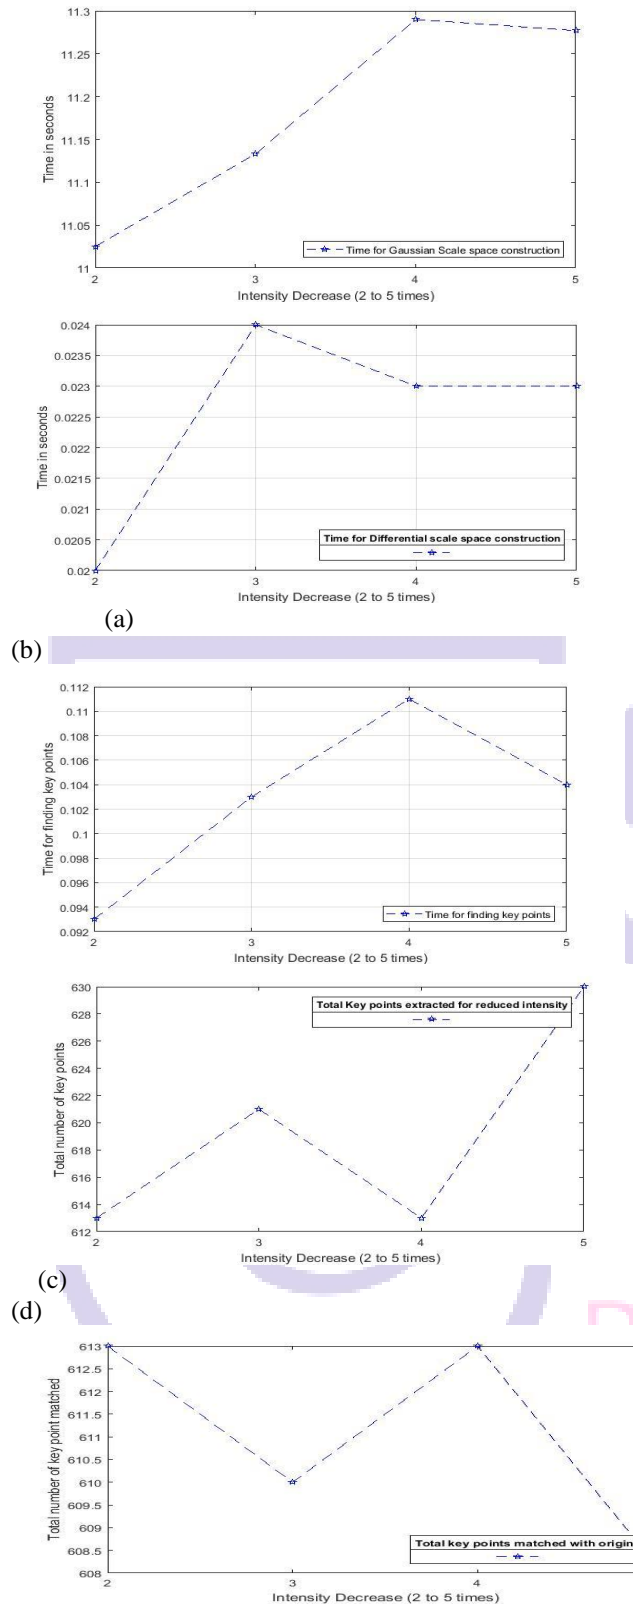 11.3
11.25
11.2
11.15
11.1
11.05
11
Time in seconds
Time for Gaussian Scale space construction
2 3 4 5
Intensity Decrease (2 to 5 times)
0.024
0.0235
0.023
0.0225
0.022
0.0215
0.021
0.0205
0.02
Time in seconds
Time for Differential scale space construction
2 3 4 5
Intensity Decrease (2 to 5 times)
(a)
(b)
0.112
0.11
0.108
0.106
0.104
0.102
0.1
0.098
0.096
0.094
0.092
Time for finding key points
Time for finding key points
2 3 4 5
Intensity Decrease (2 to 5 times)
630
628
626
624
622
620
618
616
614
612
Total number of key points
Total Key points extracted for reduced intensity
2 3 4 5
Intensity Decrease (2 to 5 times)
(c)
(d)
613
612.5
612
611.5
611
610.5
610
609.5
609
608.5
608
Total number of key point matched
Total key points matched with origin
2 3 4
Intensity Decrease (2 to 5 times)